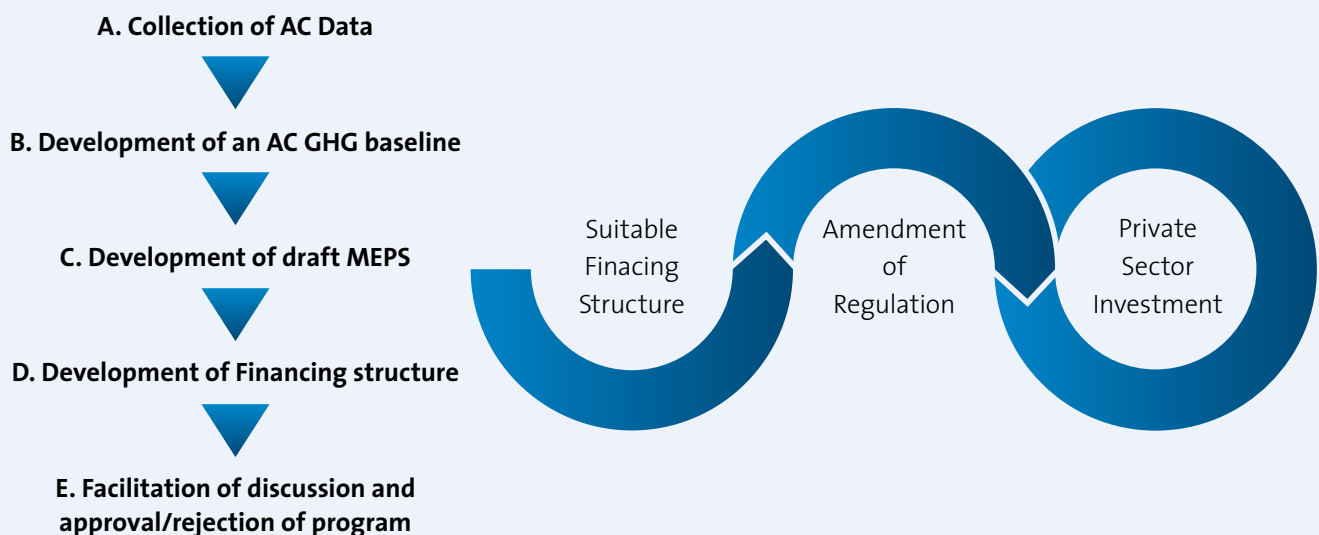 A. Collection of AC Data
B. Development of an AC GHG baseline
C. Development of draft MEPS
D. Development of Financing structure
E. Facilitation of discussion and
approval/rejection of program
Suitable
Finacing
Structure
Amendment
of
Regulation
Private
Sector
Investment